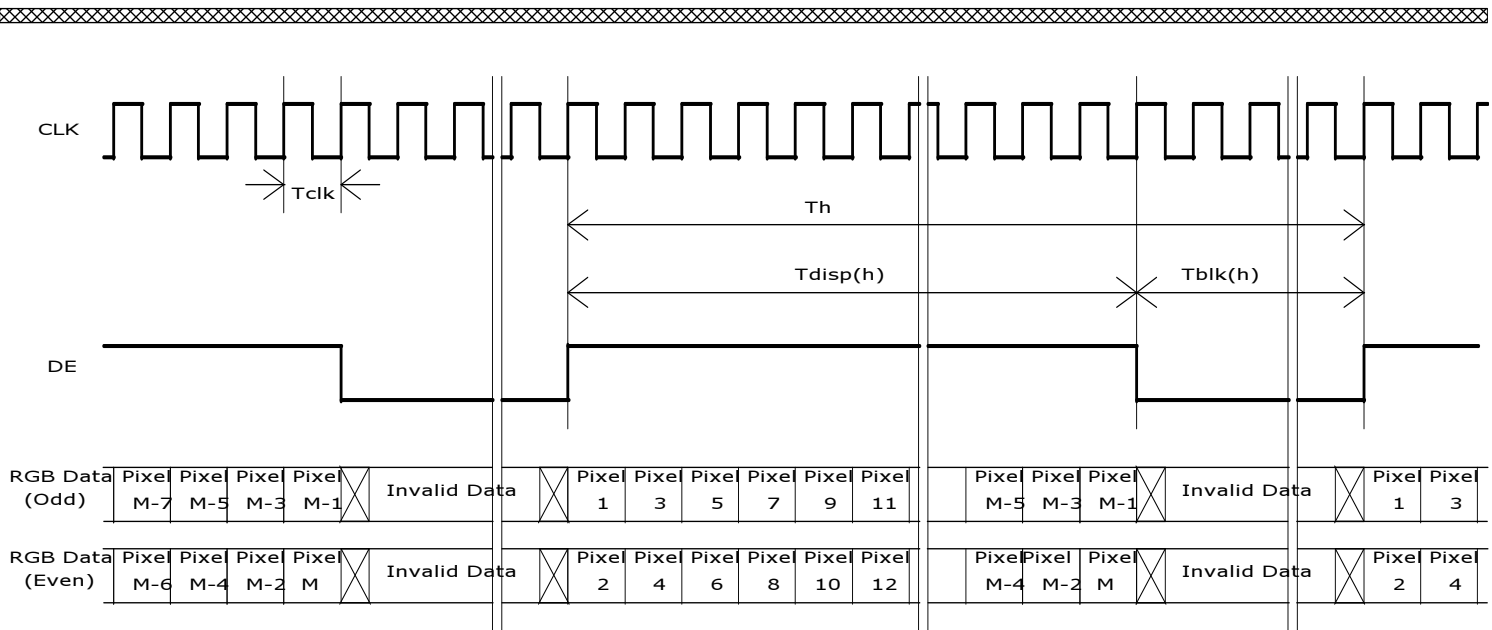 CLK
Tclk
Th
Tdisp(h) Tblk(h)
DE
RGB Data Pixel Pixel Pixel Pixel Pixel Pixel Pixel Pixel Pixel Pixel Pixel Pixel Pixel Pixel Pixel
(Odd) M-7 M-5 M-3 M-1 Invalid Data 1 3 5 7 9 11 M-5 M-3 M-1 Invalid Data 1 3
RGB Data Pixel Pixel Pixel Pixel Pixel Pixel Pixel Pixel Pixel Pixel Pixel Pixel Pixel Pixel Pixel
(Even) M-6 M-4 M-2 M Invalid Data 2 4 6 8 10 12 M-4 M-2 M Invalid Data 2 4